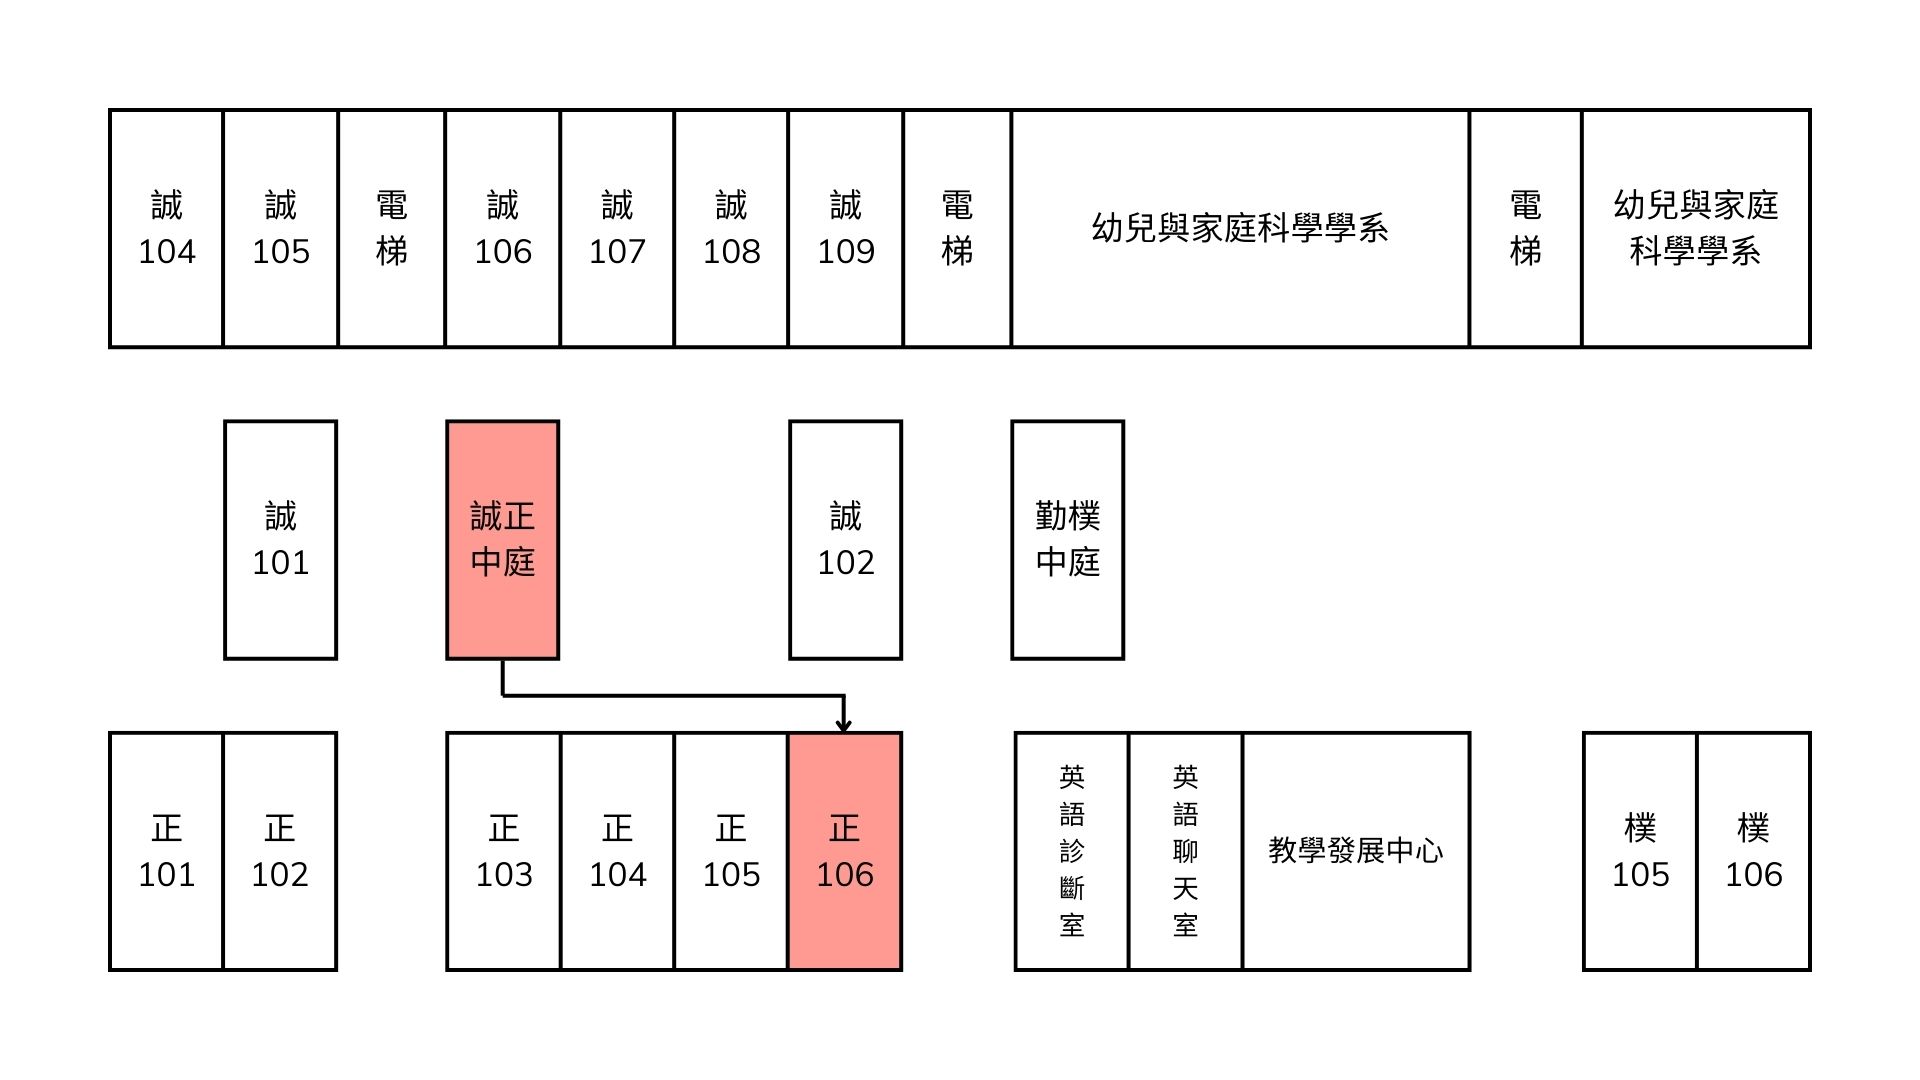 誠
104
誠
105
電
梯
誠
106
誠
107
誠
108
誠
109
電
梯
幼兒與家庭科學學系
電
梯
幼兒與家庭
科學學系
誠
101
誠正
中庭
誠
102
勤樸
中庭
正
101
正
102
正
103
正
104
正
105
正
106
英
語
診
斷
室
英
語
聊
天
室
教學發展中心
樸
105
樸
106